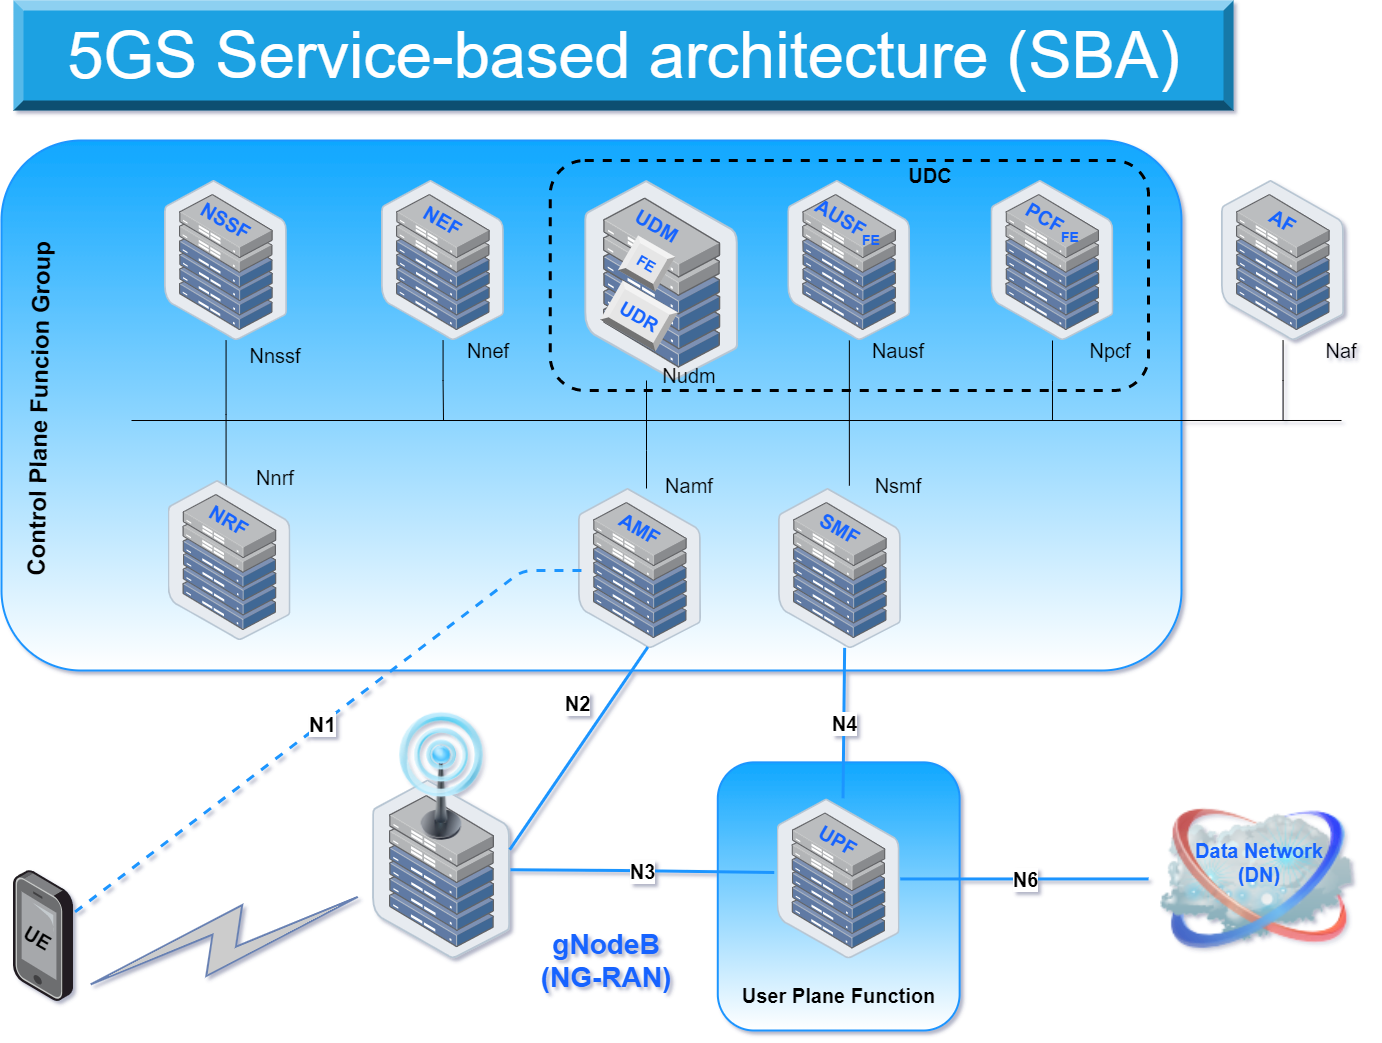 5GS Service-based architecture (SBA)
UDC
Control Plane Funcion Group
NSSF
NEF
UDM
FE
UDR
AUSF FE
PCF FE
AF
Nnssf
Nnef
Nudm
Nausf
Npcf
Naf
Nnrf
Namf
Nsmf
NRF
AMF
SMF
N1
N2
N4
UPF
N3
N6
Data Network
(DN)
UE
gNodeB
(NG-RAN)
User Plane Function